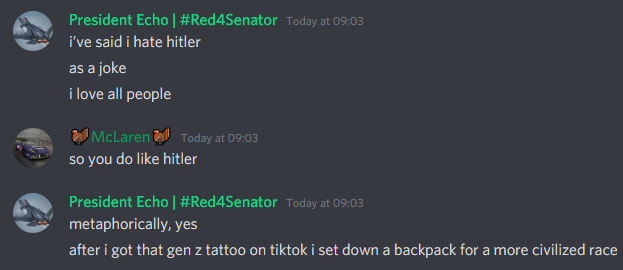 President Echo | #Red4Senator Today at 09:03
i've said i hate hitler
as a joke
i love all people
🦃McLaren🦃 Today at 09:03
so you do like hitler
President Echo | #Red4Senator Today at 09:03
metaphorically, yes
after i got that gen z tattoo on tiktok i set down a backpack for a more civilized race